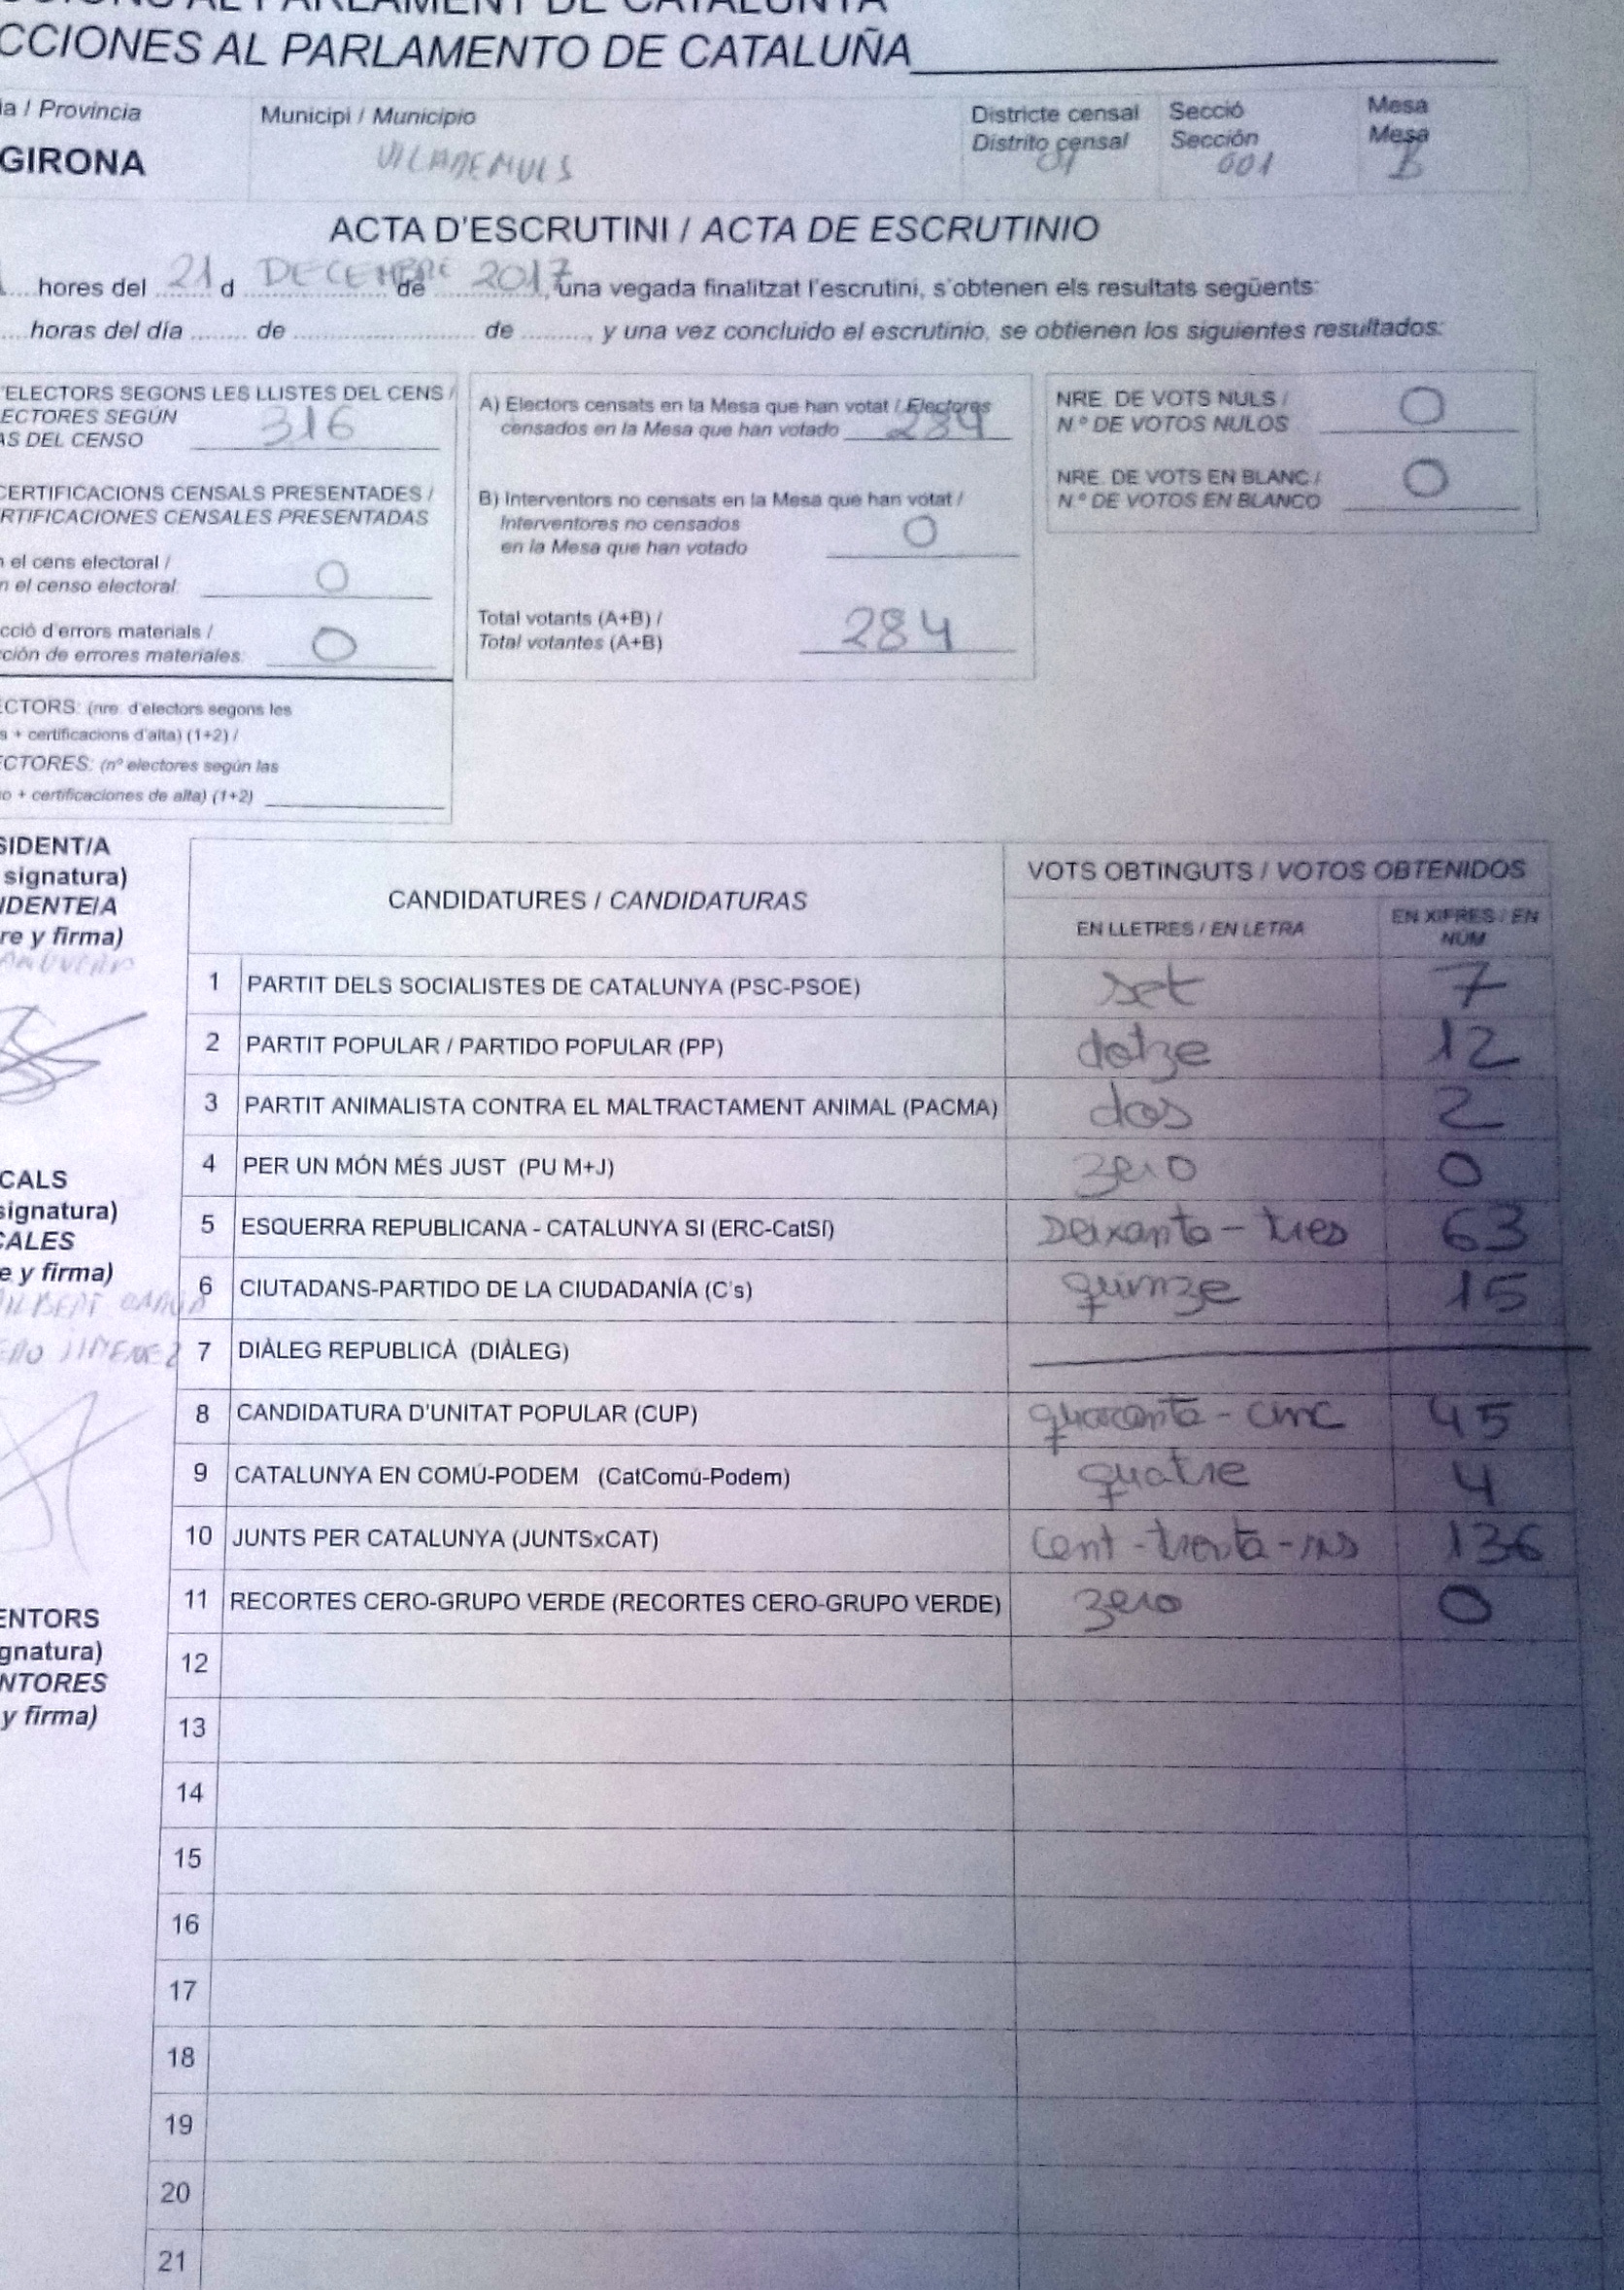 CCIONS AL PARLAMENT DE CATALUNYA
CCIONES AL PARLAMENTO DE CATALUÑA
ia / Provincia
GIRONA
Municipi / Municipio
VILADEMULS
Districte censal
Distrito censal
01
Secció
Sección
001
Mesa
Mesa
B
ACTA D'ESCRUTINI / ACTA DE ESCRUTINIO
hores del 21 d DECEMBRE de 2017, una vegada finalitzat l'escrutini, s'obtenen els resultats següents:
horas del día ........ de ...................... de ........., y una vez concluido el escrutinio, se obtienen los siguientes resultados:
'ELECTORS SEGONS LES LLISTES DEL CENS /
ECTORES SEGÚN
AS DEL CENSO 316
CERTIFICACIONS CENSALS PRESENTADES /
RTIFICACIONES CENSALES PRESENTADAS
n el cens electoral /
n el censo electoral: 0
cció d'errors materials /
ción de errores materiales: 0
ECTORS: (nre. d'electors segons les
s + certificacions d'alta) (1+2) /
ECTORES: (nº electores según las
o + certificaciones de alta) (1+2)
A) Electors censats en la Mesa que han votat / Electores
censados en la Mesa que han votado 284
B) Interventors no censats en la Mesa que han votat /
Interventores no censados
en la Mesa que han votado 0
Total votants (A+B) /
Total votantes (A+B) 284
NRE. DE VOTS NULS /
N.º DE VOTOS NULOS 0
NRE. DE VOTS EN BLANC /
N.º DE VOTOS EN BLANCO 0
SIDENT/A
signatura)
IDENTE/A
re y firma)
CALS
signatura)
CALES
e y firma)
JIMENEZ
ENTORS
gnatura)
NTORES
y firma)
CANDIDATURES / CANDIDATURAS
VOTS OBTINGUTS / VOTOS OBTENIDOS
EN LLETRES / EN LETRA
EN XIFRES / EN
NÚM
1 PARTIT DELS SOCIALISTES DE CATALUNYA (PSC-PSOE) set 7
2 PARTIT POPULAR / PARTIDO POPULAR (PP) dotze 12
3 PARTIT ANIMALISTA CONTRA EL MALTRACTAMENT ANIMAL (PACMA) dos 2
4 PER UN MÓN MÉS JUST (PU M+J) zero 0
5 ESQUERRA REPUBLICANA - CATALUNYA SI (ERC-CatSí) seixanta - tres 63
6 CIUTADANS-PARTIDO DE LA CIUDADANÍA (C's) quinze 15
7 DIÀLEG REPUBLICÀ (DIÀLEG)
8 CANDIDATURA D'UNITAT POPULAR (CUP) quaranta - cinc 45
9 CATALUNYA EN COMÚ-PODEM (CatComú-Podem) quatre 4
10 JUNTS PER CATALUNYA (JUNTSxCAT) cent - trenta - sis 136
11 RECORTES CERO-GRUPO VERDE (RECORTES CERO-GRUPO VERDE) zero 0
12
13
14
15
16
17
18
19
20
21